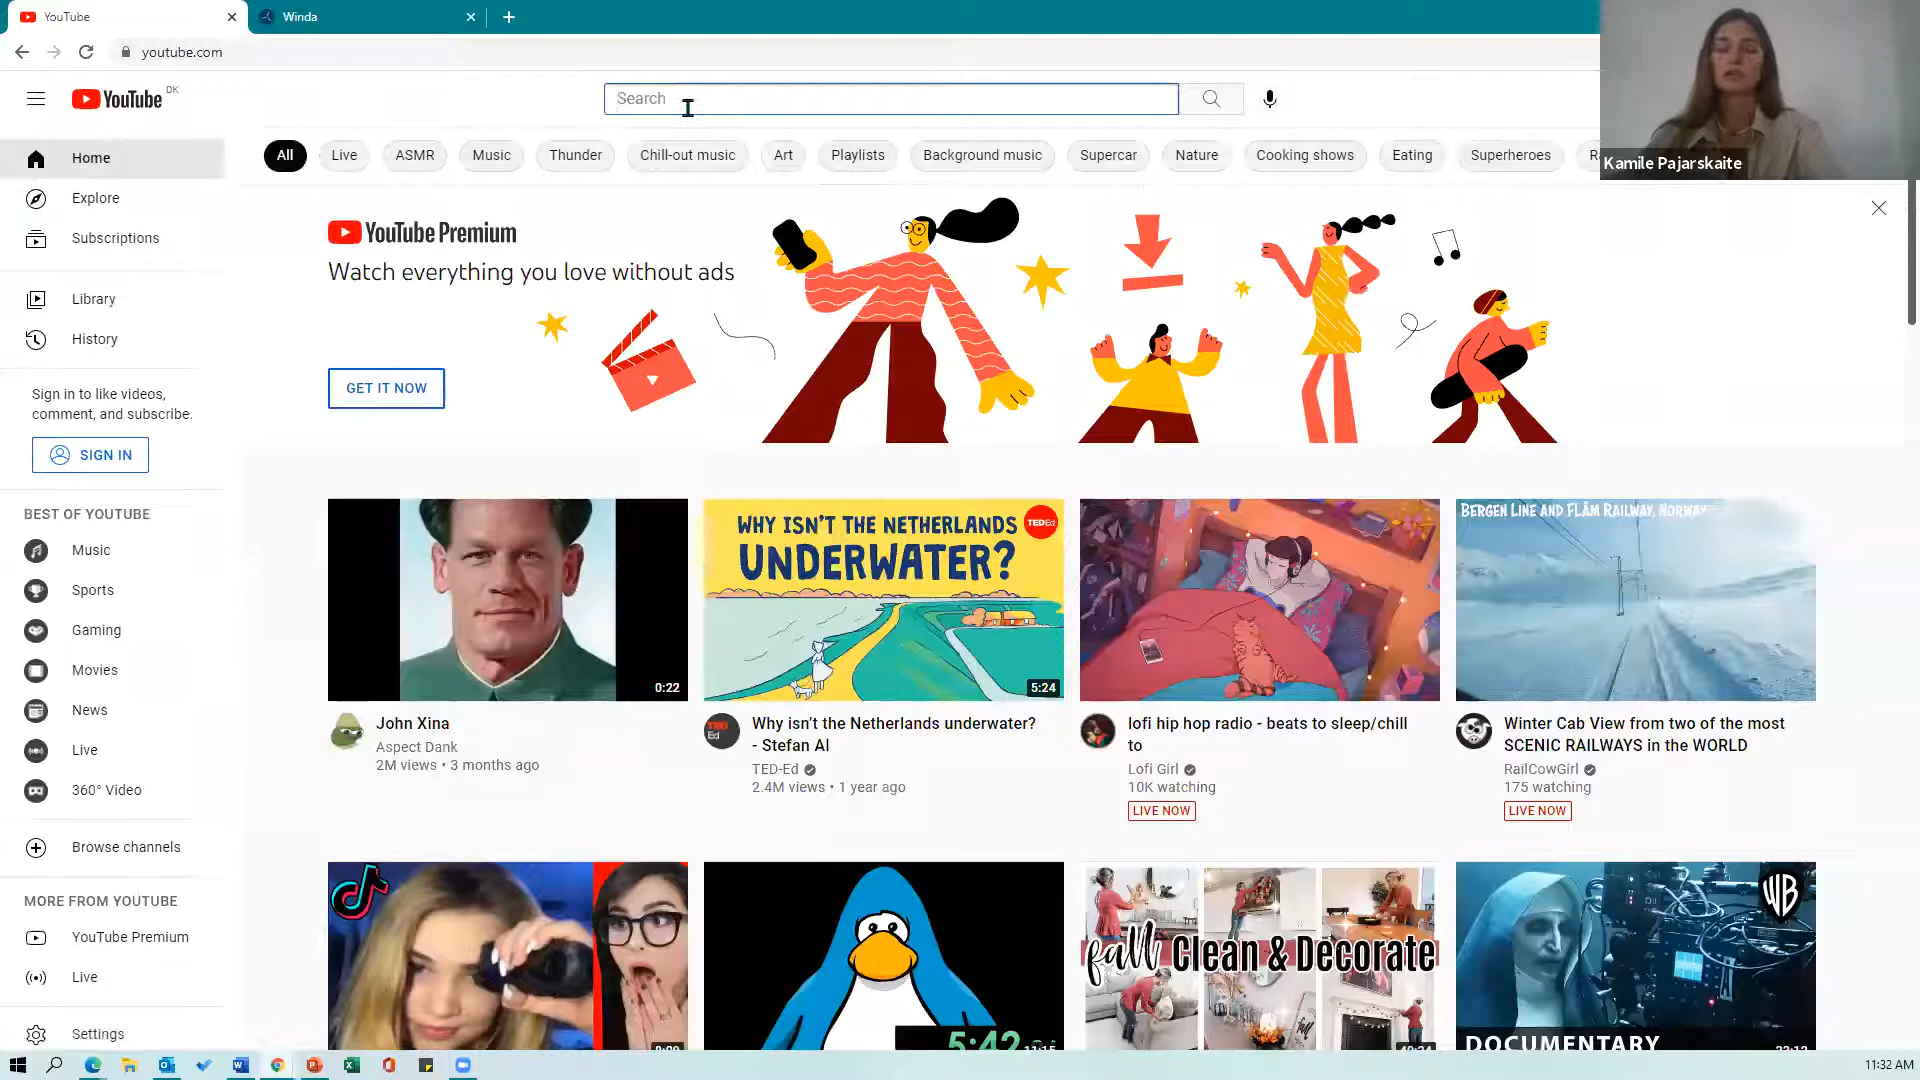 YouTube
Winda
youtube.com
YouTube DK
Search
Kamile Pajarskaite
All
Live
ASMR
Music
Thunder
Chill-out music
Art
Playlists
Background music
Supercar
Nature
Cooking shows
Eating
Superheroes
Home
Explore
Subscriptions
Library
History
Sign in to like videos,
comment, and subscribe.
SIGN IN
BEST OF YOUTUBE
Music
Sports
Gaming
Movies
News
Live
360° Video
Browse channels
MORE FROM YOUTUBE
YouTube Premium
Live
Settings
YouTube Premium
Watch everything you love without ads
GET IT NOW
0:22
John Xina
Aspect Dank
2M views • 3 months ago
WHY ISN'T THE NETHERLANDS
UNDERWATER?
TEDEd
5:24
TED Ed
Why isn't the Netherlands underwater?
- Stefan Al
TED-Ed
2.4M views • 1 year ago
lofi hip hop radio - beats to sleep/chill
to
Lofi Girl
10K watching
LIVE NOW
BERGEN LINE AND FLÅM RAILWAY, NORWAY
Winter Cab View from two of the most
SCENIC RAILWAYS in the WORLD
RailCowGirl
175 watching
LIVE NOW
5:42
fall Clean & Decorate
WB
DOCUMENTARY
11:32 AM